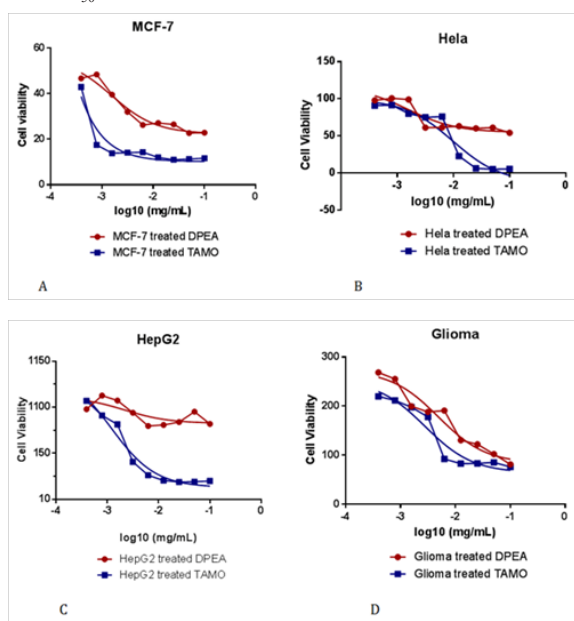 50
MCF-7
60
40
20
0
Cell viability
-4 -3 -2 -1 0
log10 (mg/mL)
MCF-7 treated DPEA
MCF-7 treated TAMO
A
Hela
150
100
50
0
-50
Cell Viability
-3 -2 -1 0
log10 (mg/mL)
Hela treated DPEA
Hela treated TAMO
B
HepG2
1150
1100
150
10
Cell Viability
-4 -3 -2 -1 0
log10 (mg/mL)
HepG2 treated DPEA
HepG2 treated TAMO
C
Glioma
300
200
100
0
Cell Viability
-4 -3 -2 -1 0
log10 (mg/mL)
Glioma treated DPEA
Glioma treated TAMO
D